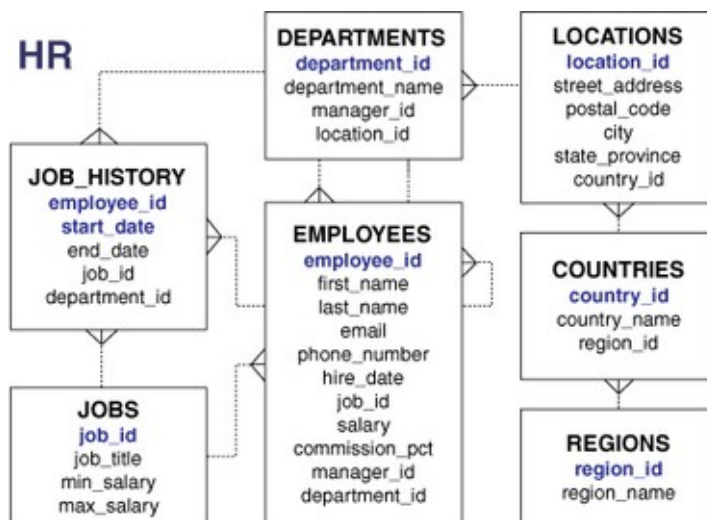 HR
DEPARTMENTS
department_id
department_name
manager_id
location_id
LOCATIONS
location_id
street_address
postal_code
city
state_province
country_id
JOB_HISTORY
employee_id
start_date
end_date
job_id
department_id
EMPLOYEES
employee_id
first_name
last_name
email
phone_number
hire_date
job_id
salary
commission_pct
manager_id
department_id
COUNTRIES
country_id
country_name
region_id
JOBS
job_id
job_title
min_salary
max_salary
REGIONS
region_id
region_name